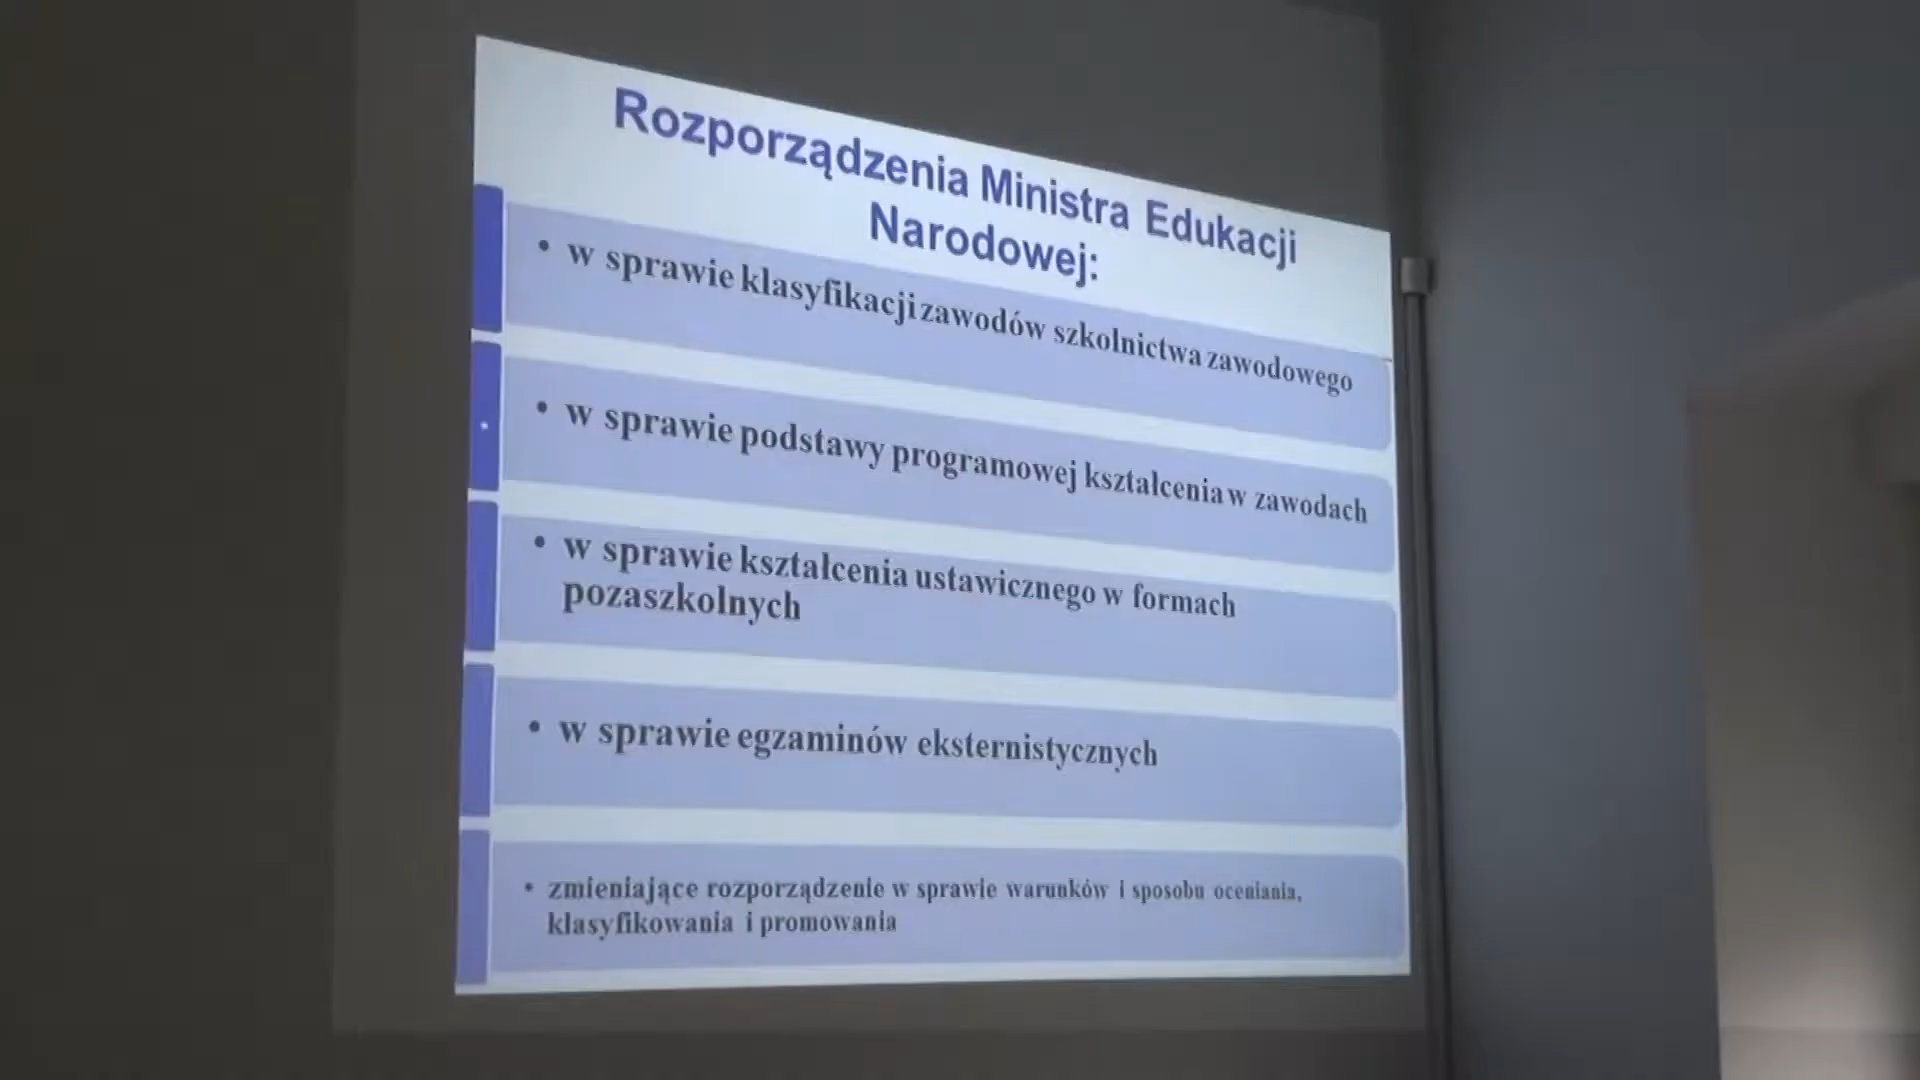 Rozporządzenia Ministra Edukacji
Narodowej:
• w sprawie klasyfikacji zawodów szkolnictwa zawodowego
• w sprawie podstawy programowej kształcenia w zawodach
• w sprawie kształcenia ustawicznego w formach
pozaszkolnych
• w sprawie egzaminów eksternistycznych
• zmieniające rozporządzenie w sprawie warunków i sposobu oceniania,
klasyfikowania i promowania